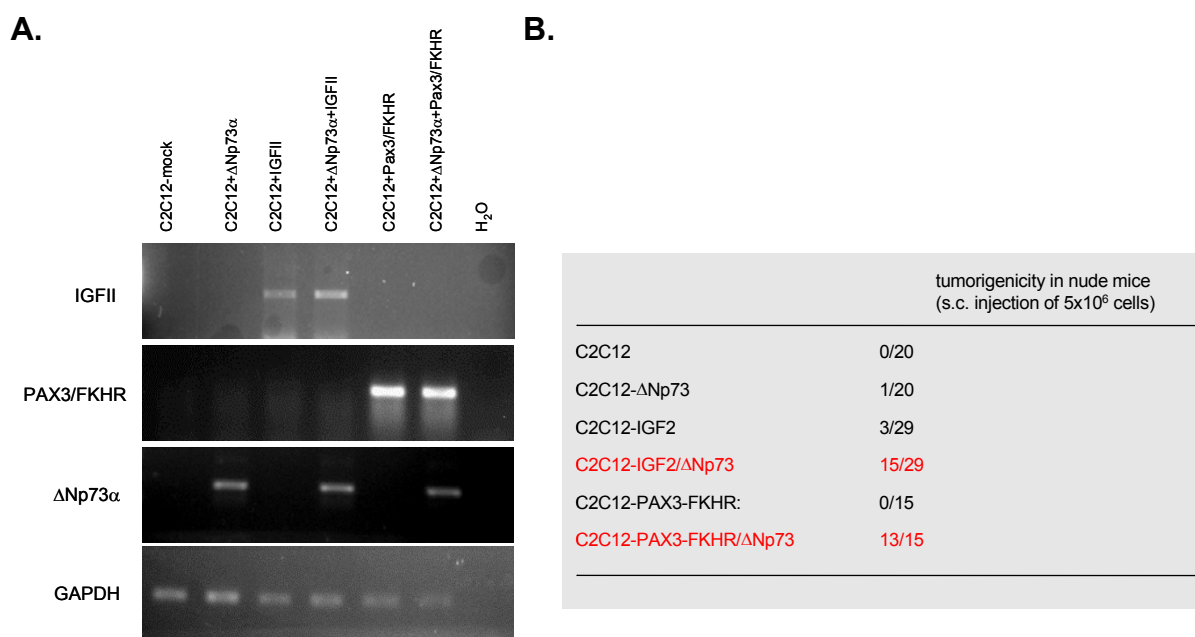 A.
B.
C2C12-mock
C2C12+ΔNp73α
C2C12+IGFII
C2C12+ΔNp73α+IGFII
C2C12+Pax3/FKHR
C2C12+ΔNp73α+Pax3/FKHR
H₂O
IGFII
PAX3/FKHR
ΔNp73α
GAPDH
tumorigenicity in nude mice
(s.c. injection of 5x10⁶ cells)
C2C12 0/20
C2C12-ΔNp73 1/20
C2C12-IGF2 3/29
C2C12-IGF2/ΔNp73 15/29
C2C12-PAX3-FKHR: 0/15
C2C12-PAX3-FKHR/ΔNp73 13/15